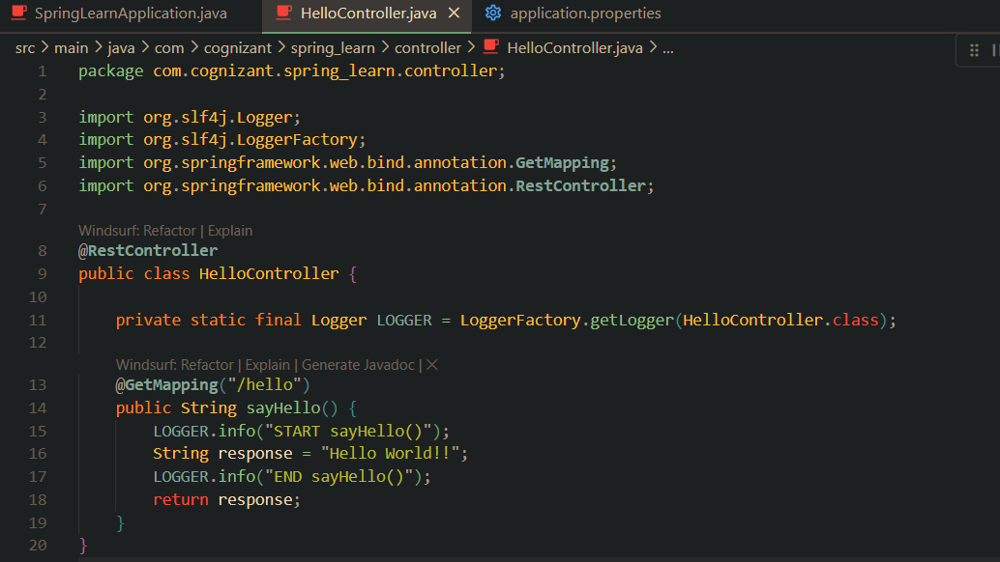 SpringLearnApplication.java HelloController.java application.properties
src > main > java > com > cognizant > spring_learn > controller > HelloController.java > ...
1 package com.cognizant.spring_learn.controller;
2
3 import org.slf4j.Logger;
4 import org.slf4j.LoggerFactory;
5 import org.springframework.web.bind.annotation.GetMapping;
6 import org.springframework.web.bind.annotation.RestController;
7
Windsurf: Refactor | Explain
8 @RestController
9 public class HelloController {
10
11     private static final Logger LOGGER = LoggerFactory.getLogger(HelloController.class);
12
Windsurf: Refactor | Explain | Generate Javadoc | ×
13     @GetMapping("/hello")
14     public String sayHello() {
15         LOGGER.info("START sayHello()");
16         String response = "Hello World!!";
17         LOGGER.info("END sayHello()");
18         return response;
19     }
20 }